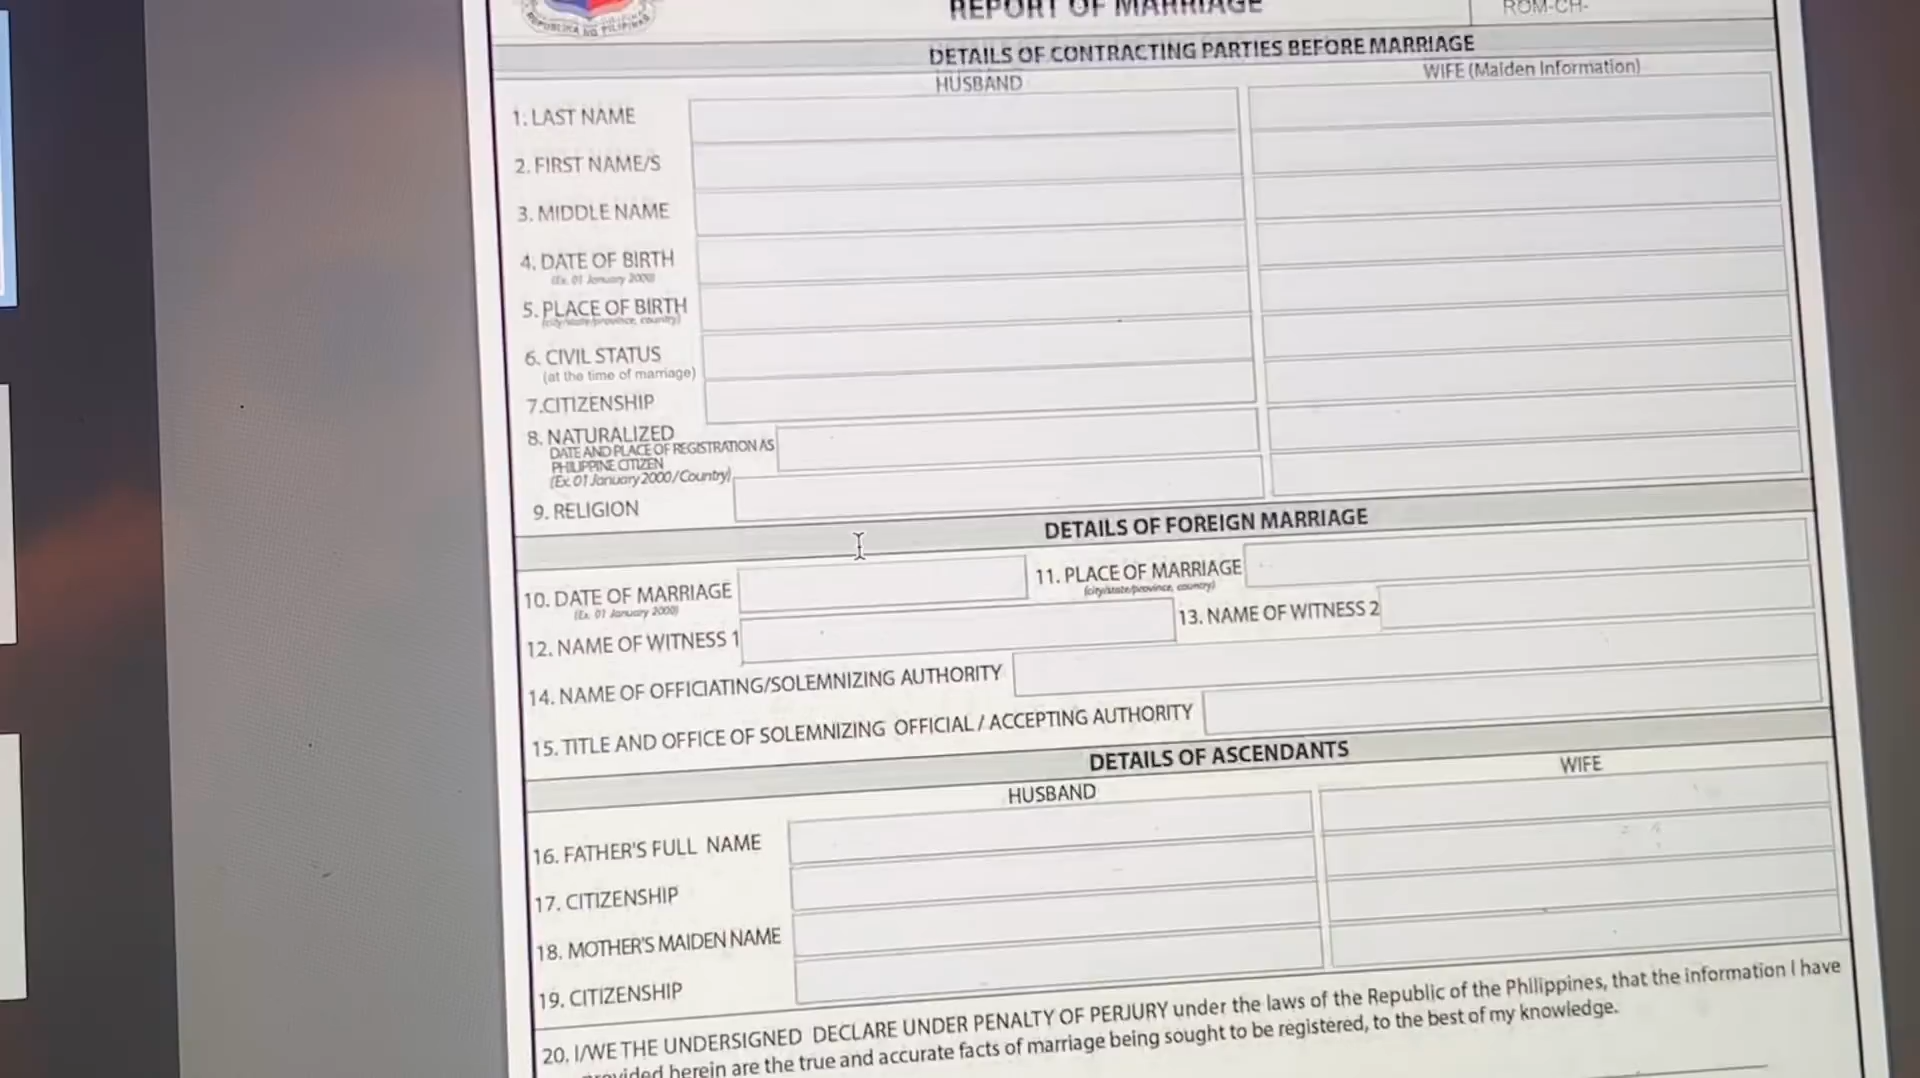 REPUBLIKA NG PILIPINAS
REPORT OF MARRIAGE
ROM-CH-
DETAILS OF CONTRACTING PARTIES BEFORE MARRIAGE
HUSBAND
WIFE (Maiden Information)
1. LAST NAME
2. FIRST NAME/S
3. MIDDLE NAME
4. DATE OF BIRTH
(Ex. 01 January 2000)
5. PLACE OF BIRTH
(city/state/province, country)
6. CIVIL STATUS
(at the time of marriage)
7.CITIZENSHIP
8. NATURALIZED
DATE AND PLACE OF REGISTRATION AS
PHILIPPINE CITIZEN
(Ex. 01 January 2000/Country)
9. RELIGION
DETAILS OF FOREIGN MARRIAGE
10. DATE OF MARRIAGE
(Ex. 01 January 2000)
11. PLACE OF MARRIAGE
(city/state/province, country)
12. NAME OF WITNESS 1
13. NAME OF WITNESS 2
14. NAME OF OFFICIATING/SOLEMNIZING AUTHORITY
15. TITLE AND OFFICE OF SOLEMNIZING OFFICIAL / ACCEPTING AUTHORITY
DETAILS OF ASCENDANTS
HUSBAND
WIFE
16. FATHER'S FULL NAME
17. CITIZENSHIP
18. MOTHER'S MAIDEN NAME
19. CITIZENSHIP
20. I/WE THE UNDERSIGNED DECLARE UNDER PENALTY OF PERJURY under the laws of the Republic of the Philippines, that the information I have
provided herein are the true and accurate facts of marriage being sought to be registered, to the best of my knowledge.